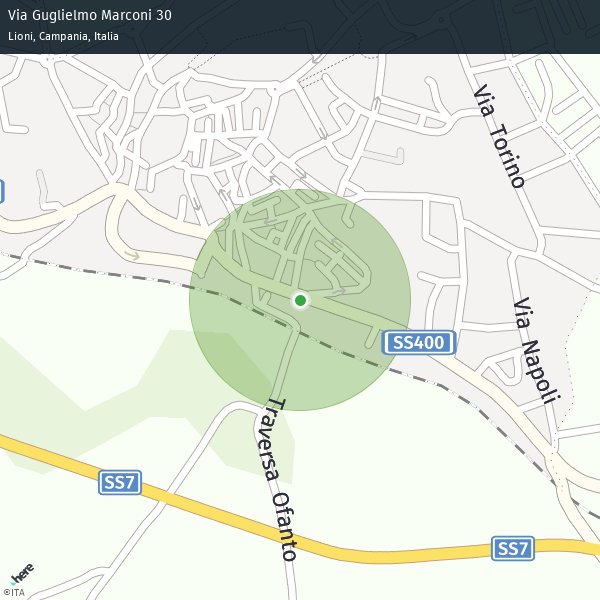 Via Guglielmo Marconi 30
Lioni, Campania, Italia
Via Torino
SS400
Via Napoli
Traversa Ofanto
SS7
SS7
here
©ITA